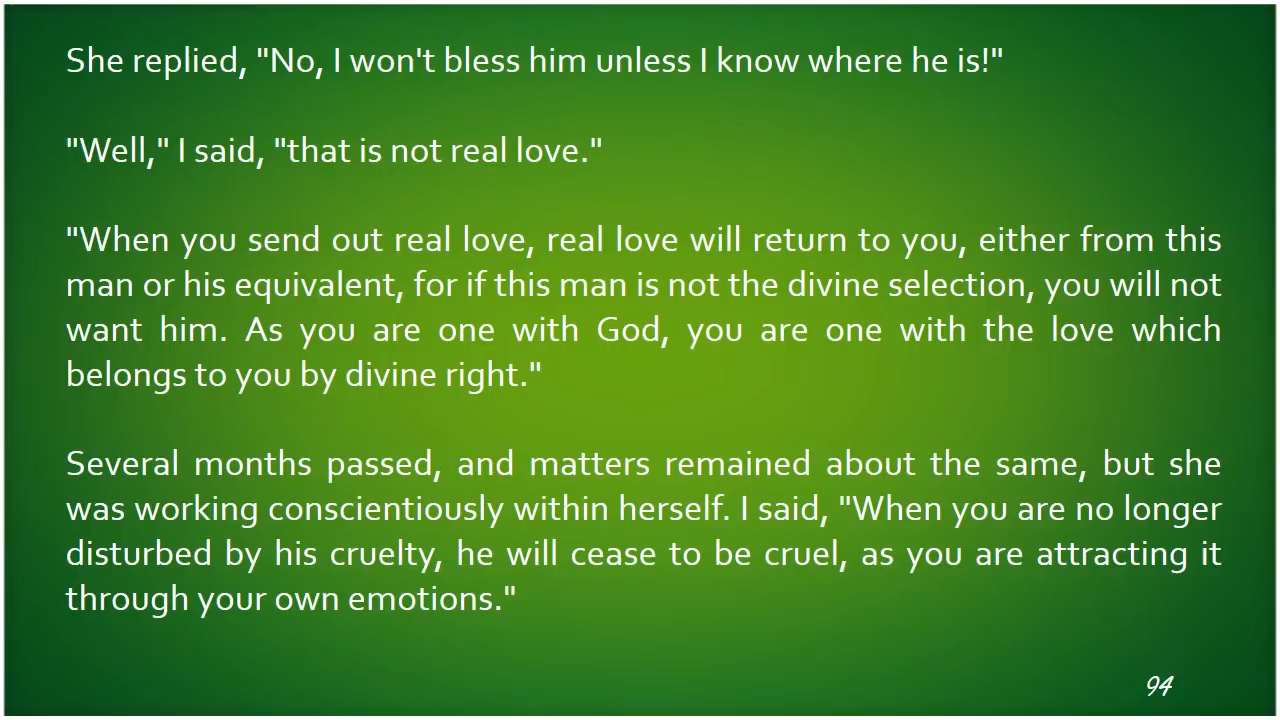 She replied, "No, I won't bless him unless I know where he is!"
"Well," I said, "that is not real love."
"When you send out real love, real love will return to you, either from this
man or his equivalent, for if this man is not the divine selection, you will not
want him. As you are one with God, you are one with the love which
belongs to you by divine right."
Several months passed, and matters remained about the same, but she
was working conscientiously within herself. I said, "When you are no longer
disturbed by his cruelty, he will cease to be cruel, as you are attracting it
through your own emotions."
94